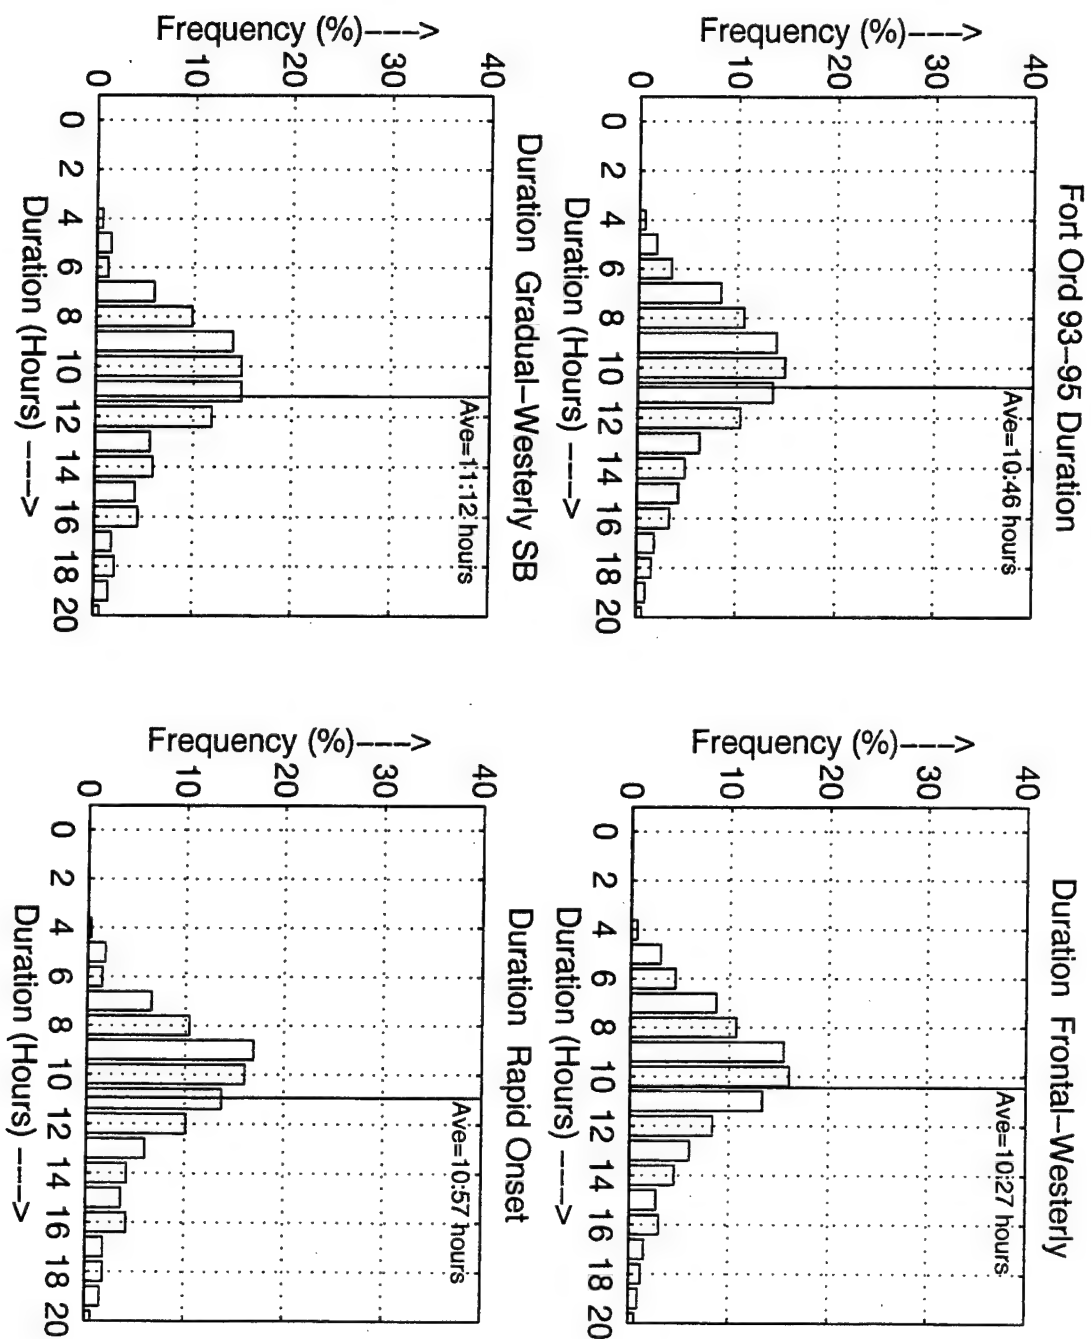 Fort Ord 93–95 Duration
Frequency (%)---->
40
30
20
10
0
Ave=10:46 hours
0 2 4 6 8 10 12 14 16 18 20
Duration (Hours) ---->
Duration Frontal–Westerly
Frequency (%)---->
40
30
20
10
0
Ave=10:27 hours
0 2 4 6 8 10 12 14 16 18 20
Duration (Hours) ---->
Duration Gradual–Westerly SB
Frequency (%)---->
40
30
20
10
0
Ave=11:12 hours
0 2 4 6 8 10 12 14 16 18 20
Duration (Hours) ---->
Duration Rapid Onset
Frequency (%)---->
40
30
20
10
0
Ave=10:57 hours
0 2 4 6 8 10 12 14 16 18 20
Duration (Hours) ---->